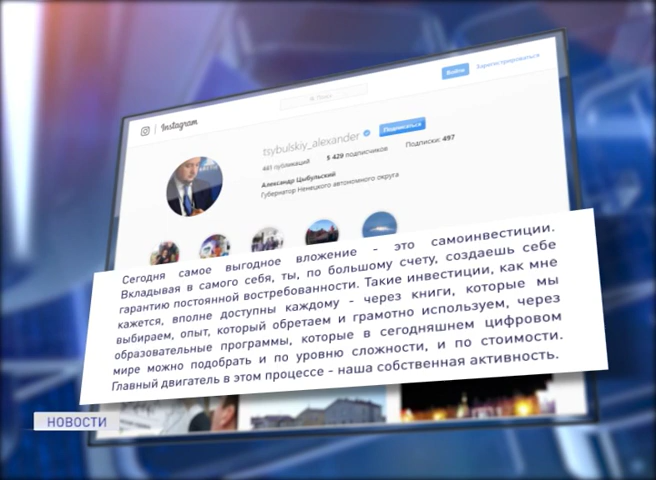 Войти
Зарегистрироваться
Instagram
tsybulskiy_alexander
Подписаться
461 публикаций 5 429 подписчиков Подписки: 497
Александр Цыбульский
Губернатор Ненецкого автономного округа
Сегодня самое выгодное вложение - это самоинвестиции.
Вкладывая в самого себя, ты, по большому счету, создаешь себе
гарантию постоянной востребованности. Такие инвестиции, как мне
кажется, вполне доступны каждому - через книги, которые мы
выбираем, опыт, который обретаем и грамотно используем, через
образовательные программы, которые в сегодняшнем цифровом
мире можно подобрать и по уровню сложности, и по стоимости.
Главный двигатель в этом процессе - наша собственная активность.
НОВОСТИ